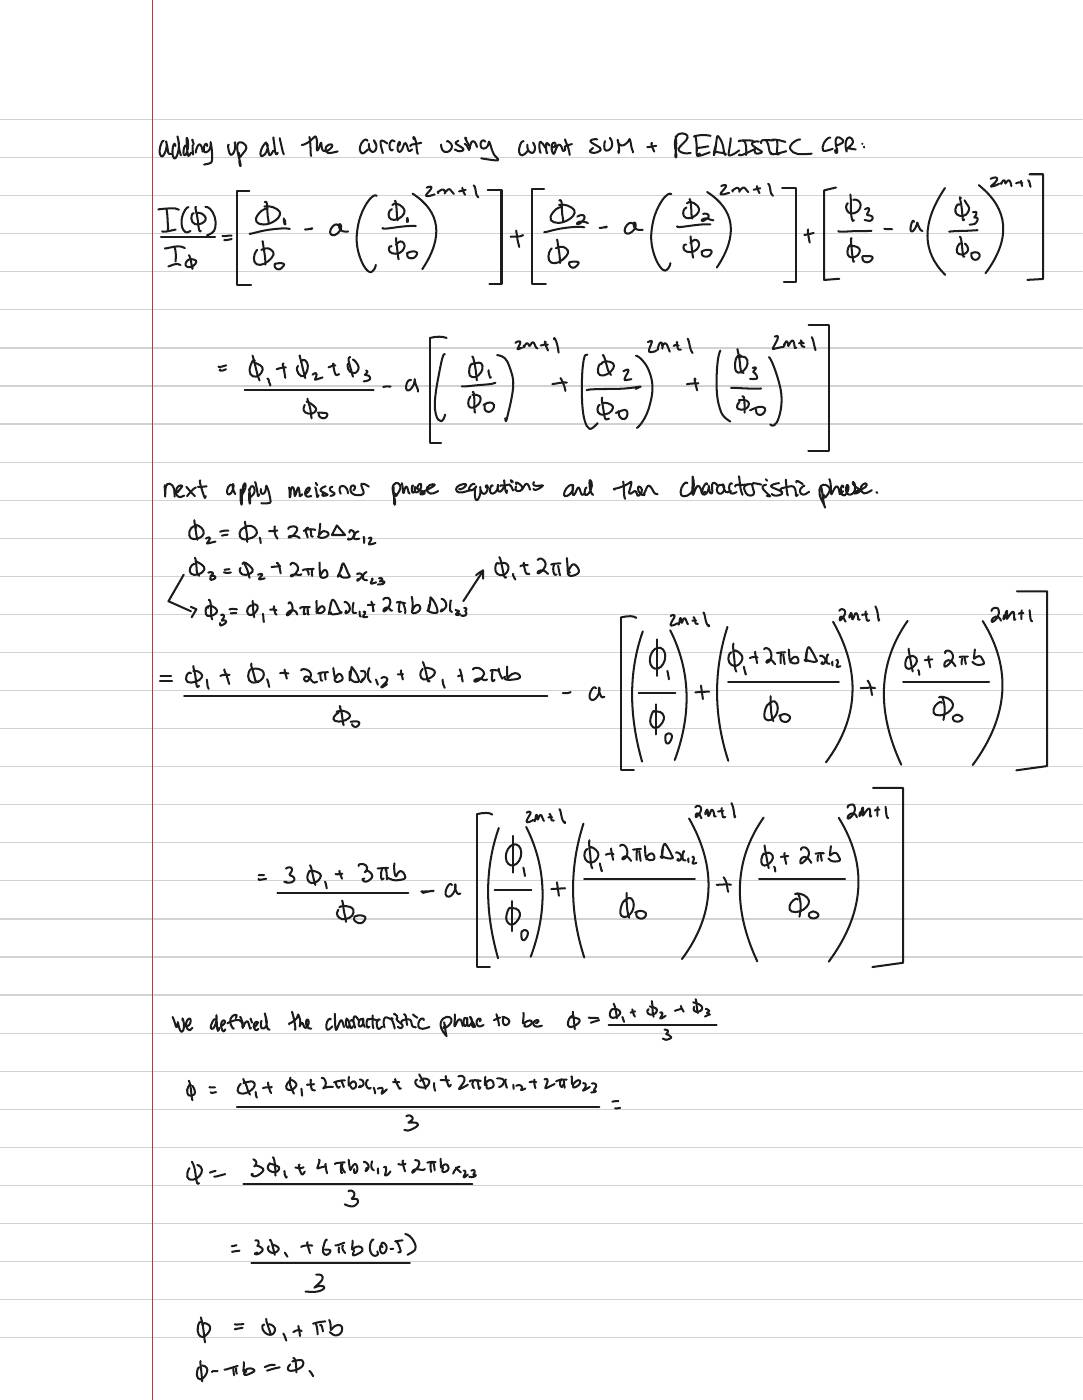 adding up all the current using current SUM + REALISTIC CPR:
I(ϕ)/I_ϕ = [ϕ₁/ϕ₀ - a(ϕ₁/ϕ₀)^(2m+1)] + [ϕ₂/ϕ₀ - a(ϕ₂/ϕ₀)^(2m+1)] + [ϕ₃/ϕ₀ - a(ϕ₃/ϕ₀)^(2m+1)]
= (ϕ₁+ϕ₂+ϕ₃)/ϕ₀ - a[(ϕ₁/ϕ₀)^(2m+1) + (ϕ₂/ϕ₀)^(2m+1) + (ϕ₃/ϕ₀)^(2m+1)]
next apply meissner phase equations and then characteristic phase.
ϕ₂ = ϕ₁ + 2πbΔx₁₂
ϕ₃ = ϕ₂ + 2πbΔx₂₃ ϕ₁ + 2πb
→ ϕ₃ = ϕ₁ + 2πbΔx₁₂ + 2πbΔx₂₃
= (ϕ₁ + ϕ₁ + 2πbΔx₁₂ + ϕ₁ + 2πb)/ϕ₀ - a[(ϕ₁/ϕ₀)^(2m+1) + ((ϕ₁+2πbΔx₁₂)/ϕ₀)^(2m+1) + ((ϕ₁+2πb)/ϕ₀)^(2m+1)]
= (3ϕ₁ + 3πb)/ϕ₀ - a[(ϕ₁/ϕ₀)^(2m+1) + ((ϕ₁+2πbΔx₁₂)/ϕ₀)^(2m+1) + ((ϕ₁+2πb)/ϕ₀)^(2m+1)]
we defined the characteristic phase to be ϕ = (ϕ₁+ϕ₂+ϕ₃)/3
ϕ = (ϕ₁ + ϕ₁ + 2πbx₁₂ + ϕ₁ + 2πbx₁₂ + 2πb₂₃)/3 =
ϕ = (3ϕ₁ + 4πbx₁₂ + 2πbx₂₃)/3
= (3ϕ₁ + 6πb(0.5))/3
ϕ = ϕ₁ + πb
ϕ - πb = ϕ₁